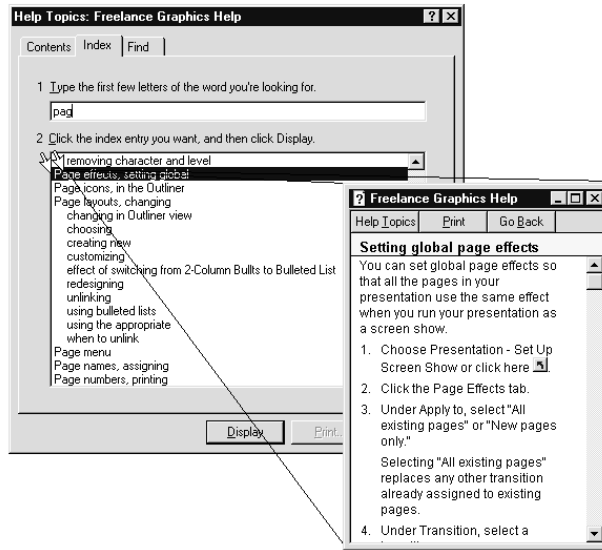 Help Topics: Freelance Graphics Help
Contents Index Find
1 Type the first few letters of the word you're looking for.
pag
2 Click the index entry you want, and then click Display.
removing character and level
Page effects, setting global
Page icons, in the Outliner
Page layouts, changing
changing in Outliner view
choosing
creating new
customizing
effect of switching from 2-Column Bullts to Bulleted List
redesigning
unlinking
using bulleted lists
using the appropriate
when to unlink
Page menu
Page names, assigning
Page numbers, printing
Display Print..
Freelance Graphics Help
Help Topics Print Go Back
Setting global page effects
You can set global page effects so
that all the pages in your
presentation use the same effect
when you run your presentation as
a screen show.
1. Choose Presentation - Set Up
Screen Show or click here
2. Click the Page Effects tab.
3. Under Apply to, select "All
existing pages" or "New pages
only."
Selecting "All existing pages"
replaces any other transition
already assigned to existing
pages.
4. Under Transition, select a